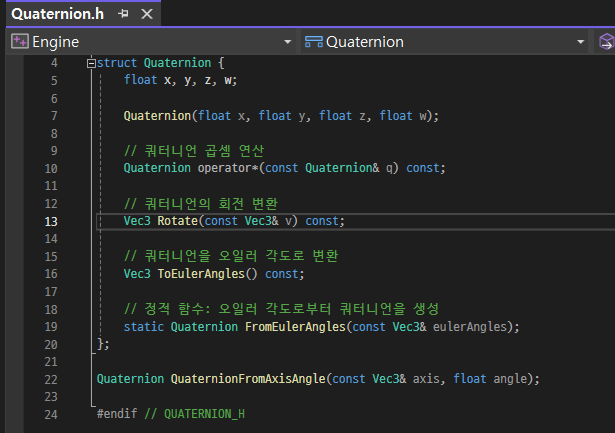 Quaternion.h
Engine
Quaternion
4 struct Quaternion {
5 float x, y, z, w;
6
7 Quaternion(float x, float y, float z, float w);
8
9 // 쿼터니언 곱셈 연산
10 Quaternion operator*(const Quaternion& q) const;
11
12 // 쿼터니언의 회전 변환
13 Vec3 Rotate(const Vec3& v) const;
14
15 // 쿼터니언을 오일러 각도로 변환
16 Vec3 ToEulerAngles() const;
17
18 // 정적 함수: 오일러 각도로부터 쿼터니언을 생성
19 static Quaternion FromEulerAngles(const Vec3& eulerAngles);
20 };
21
22 Quaternion QuaternionFromAxisAngle(const Vec3& axis, float angle);
23
24 #endif // QUATERNION_H